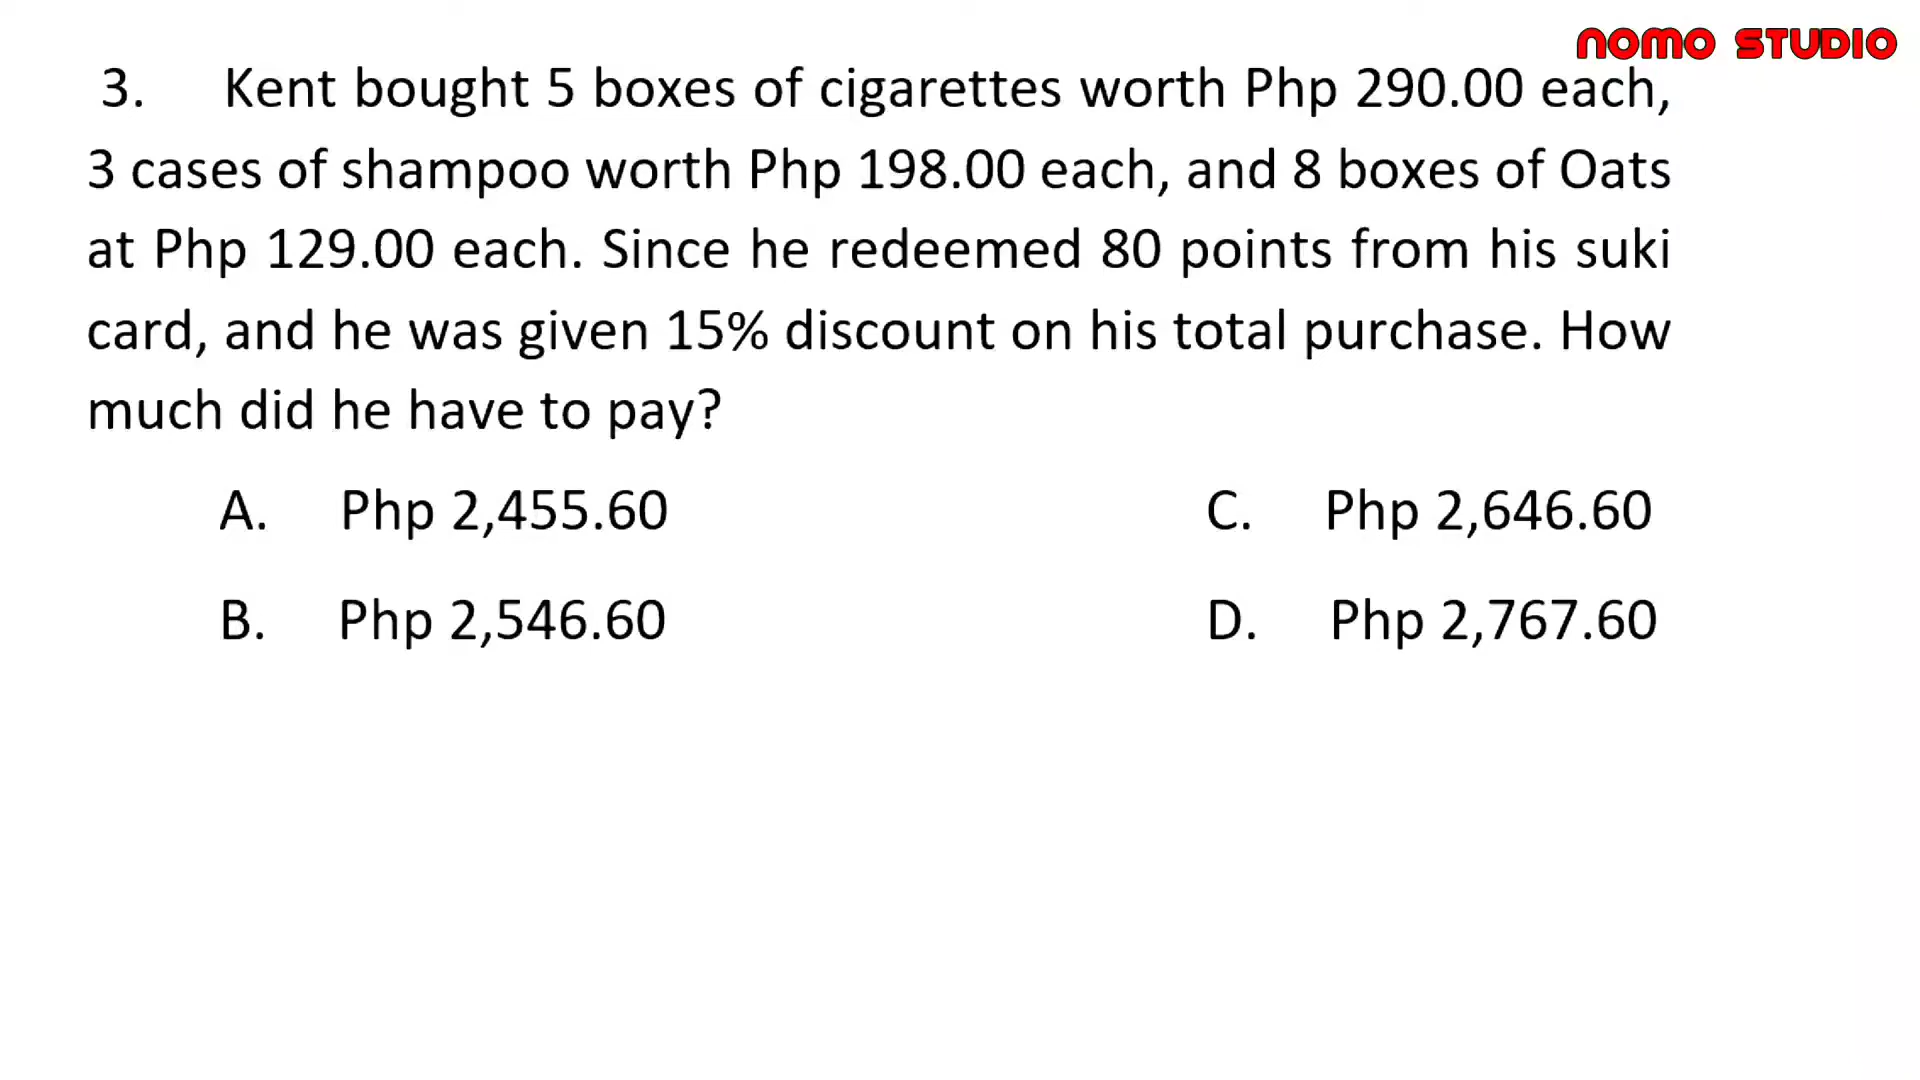 NOMO STUDIO
3. Kent bought 5 boxes of cigarettes worth Php 290.00 each,
3 cases of shampoo worth Php 198.00 each, and 8 boxes of Oats
at Php 129.00 each. Since he redeemed 80 points from his suki
card, and he was given 15% discount on his total purchase. How
much did he have to pay?
A. Php 2,455.60 C. Php 2,646.60
B. Php 2,546.60 D. Php 2,767.60